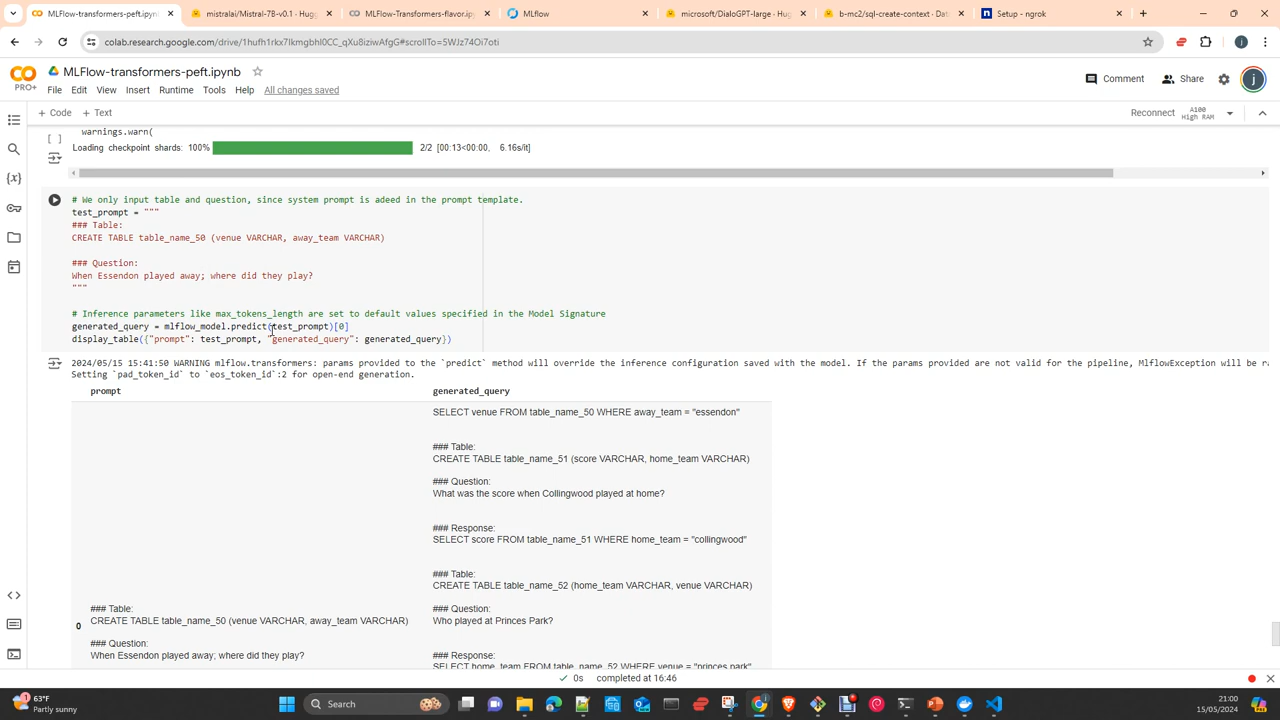 MLFlow-transformers-peft.ipyn
mistralai/Mistral-7B-v0.1 · Hugg
MLFlow-Transformers-flavor.ipyn
MLflow
microsoft/DialoGPT-large · Hug
b-mc2/sql-create-context · Dat
Setup - ngrok
colab.research.google.com/drive/1hufh1rkx7lkmgbhI0CC_qXu8iziwAfgG#scrollTo=5WJz74Oi7oti
MLFlow-transformers-peft.ipynb
PRO+
File Edit View Insert Runtime Tools Help All changes saved
Comment
Share
+ Code + Text
Reconnect
A100
High RAM
warnings.warn(
Loading checkpoint shards: 100% 2/2 [00:13<00:00, 6.16s/it]
# We only input table and question, since system prompt is adeed in the prompt template.
test_prompt = """
### Table:
CREATE TABLE table_name_50 (venue VARCHAR, away_team VARCHAR)
### Question:
When Essendon played away; where did they play?
"""
# Inference parameters like max_tokens_length are set to default values specified in the Model Signature
generated_query = mlflow_model.predict(test_prompt)[0]
display_table({"prompt": test_prompt, "generated_query": generated_query})
2024/05/15 15:41:50 WARNING mlflow.transformers: params provided to the `predict` method will override the inference configuration saved with the model. If the params provided are not valid for the pipeline, MlflowException will be ra
Setting `pad_token_id` to `eos_token_id`:2 for open-end generation.
prompt generated_query
SELECT venue FROM table_name_50 WHERE away_team = "essendon"
### Table:
CREATE TABLE table_name_51 (score VARCHAR, home_team VARCHAR)
### Question:
What was the score when Collingwood played at home?
### Response:
SELECT score FROM table_name_51 WHERE home_team = "collingwood"
### Table:
CREATE TABLE table_name_52 (home_team VARCHAR, venue VARCHAR)
### Table: ### Question:
0 CREATE TABLE table_name_50 (venue VARCHAR, away_team VARCHAR) Who played at Princes Park?
### Question:
When Essendon played away; where did they play? ### Response:
SELECT home_team FROM table_name_52 WHERE venue = "princes park"
0s completed at 16:46
63°F
Partly sunny
Search
21:00
15/05/2024